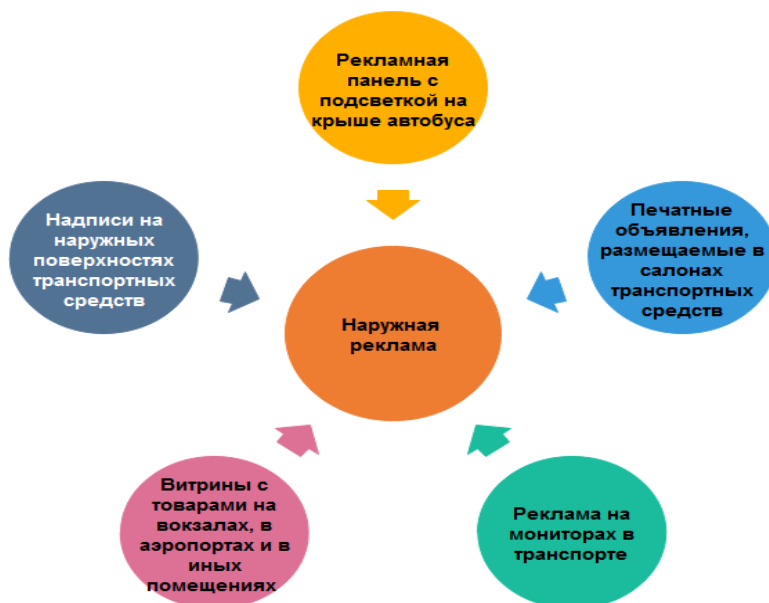 Рекламная
панель с
подсветкой на
крыше автобуса
Надписи на
наружных
поверхностях
транспортных
средств
Печатные
объявления,
размещаемые в
салонах
транспортных
средств
Наружная
реклама
Витрины с
товарами на
вокзалах, в
аэропортах и в
иных
помещениях
Реклама на
мониторах в
транспорте